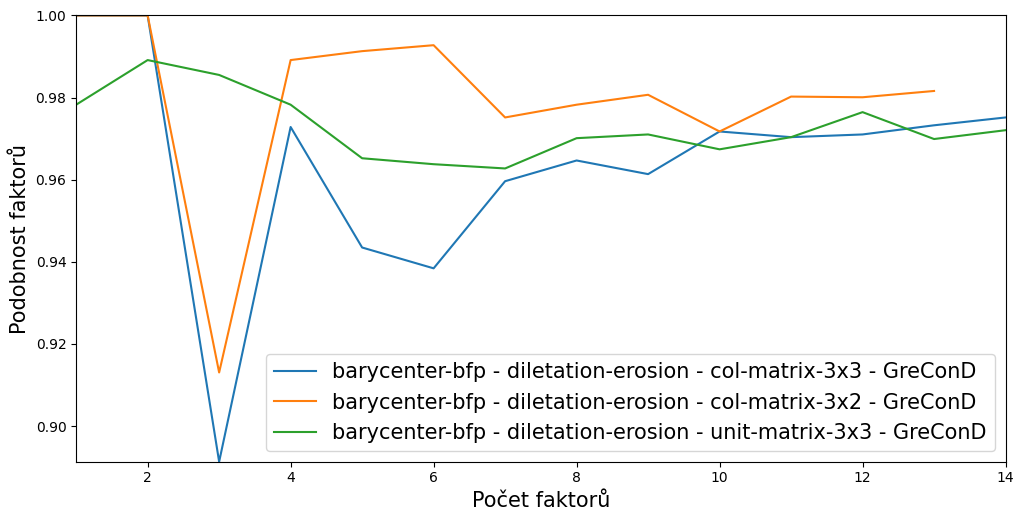 1.00
0.98
0.96
0.94
0.92
0.90
Podobnost faktorů
barycenter-bfp - diletation-erosion - col-matrix-3x3 - GreConD
barycenter-bfp - diletation-erosion - col-matrix-3x2 - GreConD
barycenter-bfp - diletation-erosion - unit-matrix-3x3 - GreConD
2 4 6 8 10 12 14
Počet faktorů